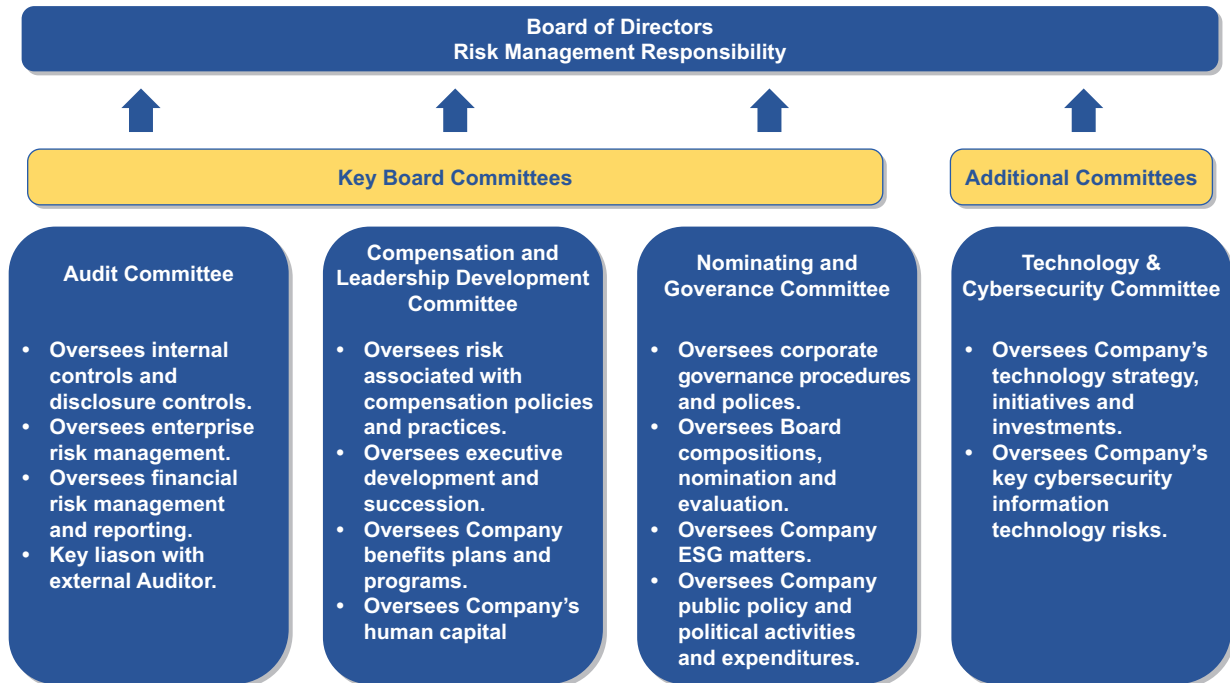 Board of Directors
Risk Management Responsibility
Key Board Committees
Additional Committees
Audit Committee
• Oversees internal
controls and
disclosure controls.
• Oversees enterprise
risk management.
• Oversees financial
risk management
and reporting.
• Key liason with
external Auditor.
Compensation and
Leadership Development
Committee
• Oversees risk
associated with
compensation policies
and practices.
• Oversees executive
development and
succession.
• Oversees Company
benefits plans and
programs.
• Oversees Company's
human capital
Nominating and
Goverance Committee
• Oversees corporate
governance procedures
and polices.
• Oversees Board
compositions,
nomination and
evaluation.
• Oversees Company
ESG matters.
• Oversees Company
public policy and
political activities
and expenditures.
Technology &
Cybersecurity Committee
• Oversees Company's
technology strategy,
initiatives and
investments.
• Oversees Company's
key cybersecurity
information
technology risks.